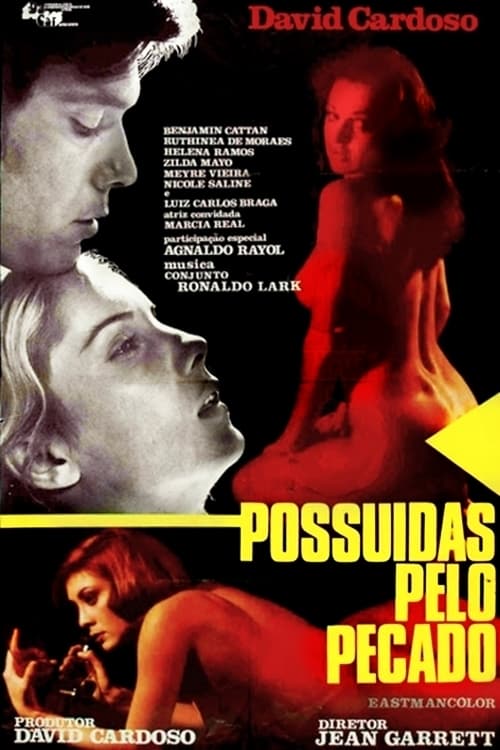 David Cardoso
BENJAMIN CATTAN
RUTHINEA DE MORAES
HELENA RAMOS
ZILDA MAYO
MEYRE VIEIRA
NICOLE SALINE
e
LUIZ CARLOS BRAGA
atriz convidada
MARCIA REAL
participação especial
AGNALDO RAYOL
musica
CONJUNTO
RONALDO LARK
POSSUIDAS
PELO
PECADO
EASTMANCOLOR
PRODUTOR
DAVID CARDOSO
DIRETOR
JEAN GARRETT